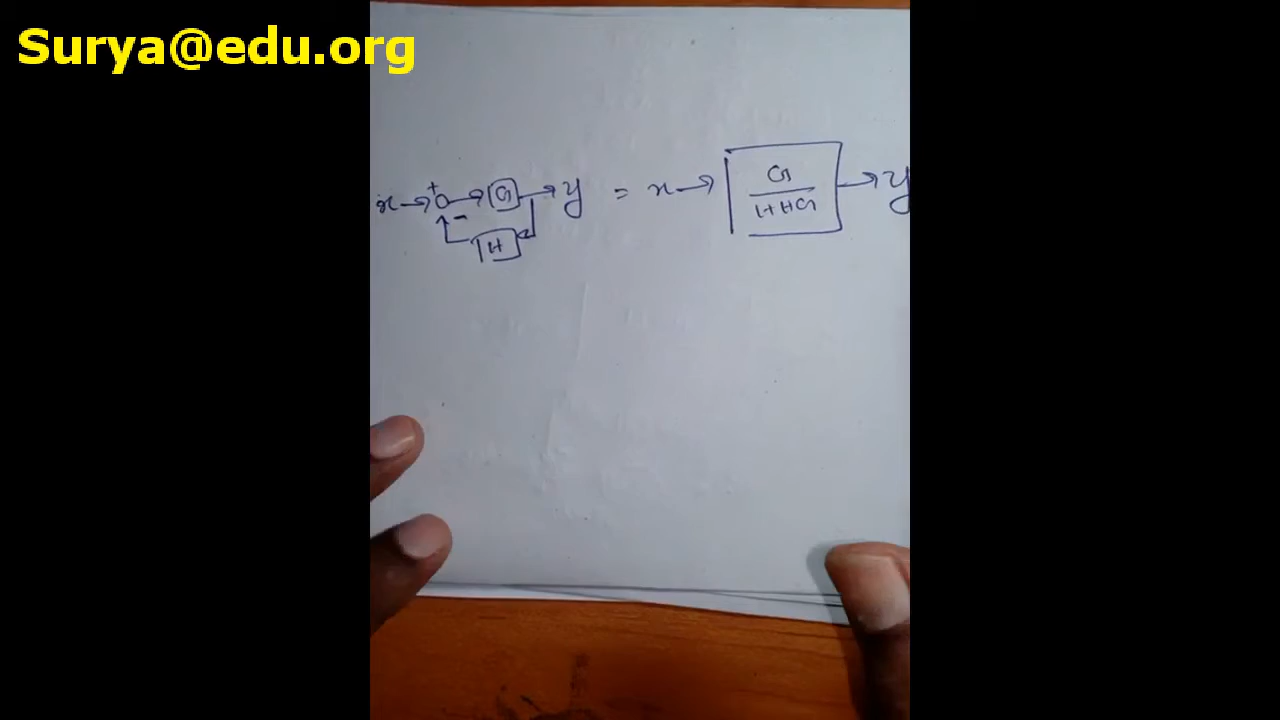 Surya@edu.org
x → + ○ → G → y = x → G / 1+HG → y
−
H